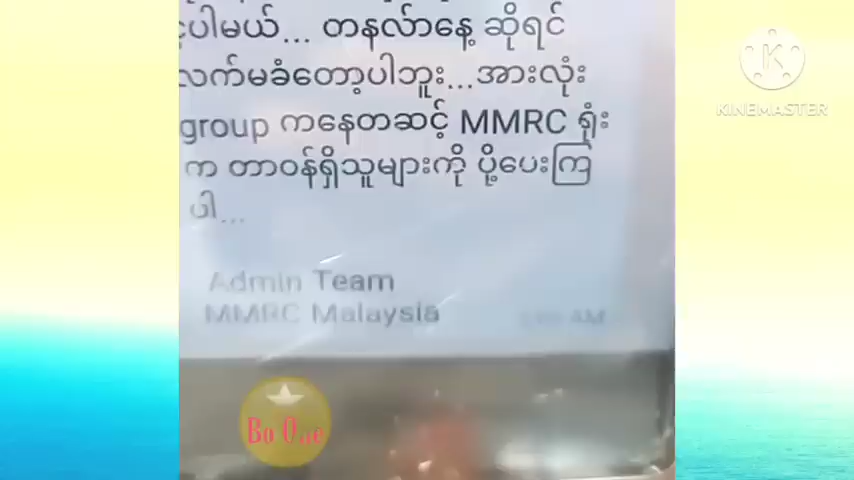 ပါမယ်... တနင်္လာနေ့ ဆိုရင်
လက်မခံတော့ပါဘူး...အားလုံး
group ကနေတဆင့် MMRC ရုံး
က တာဝန်ရှိသူများကို ပို့ပေးကြ
ပါ...
Admin Team
MMRC Malaysia
AM
Bo One
K
KINEMASTER